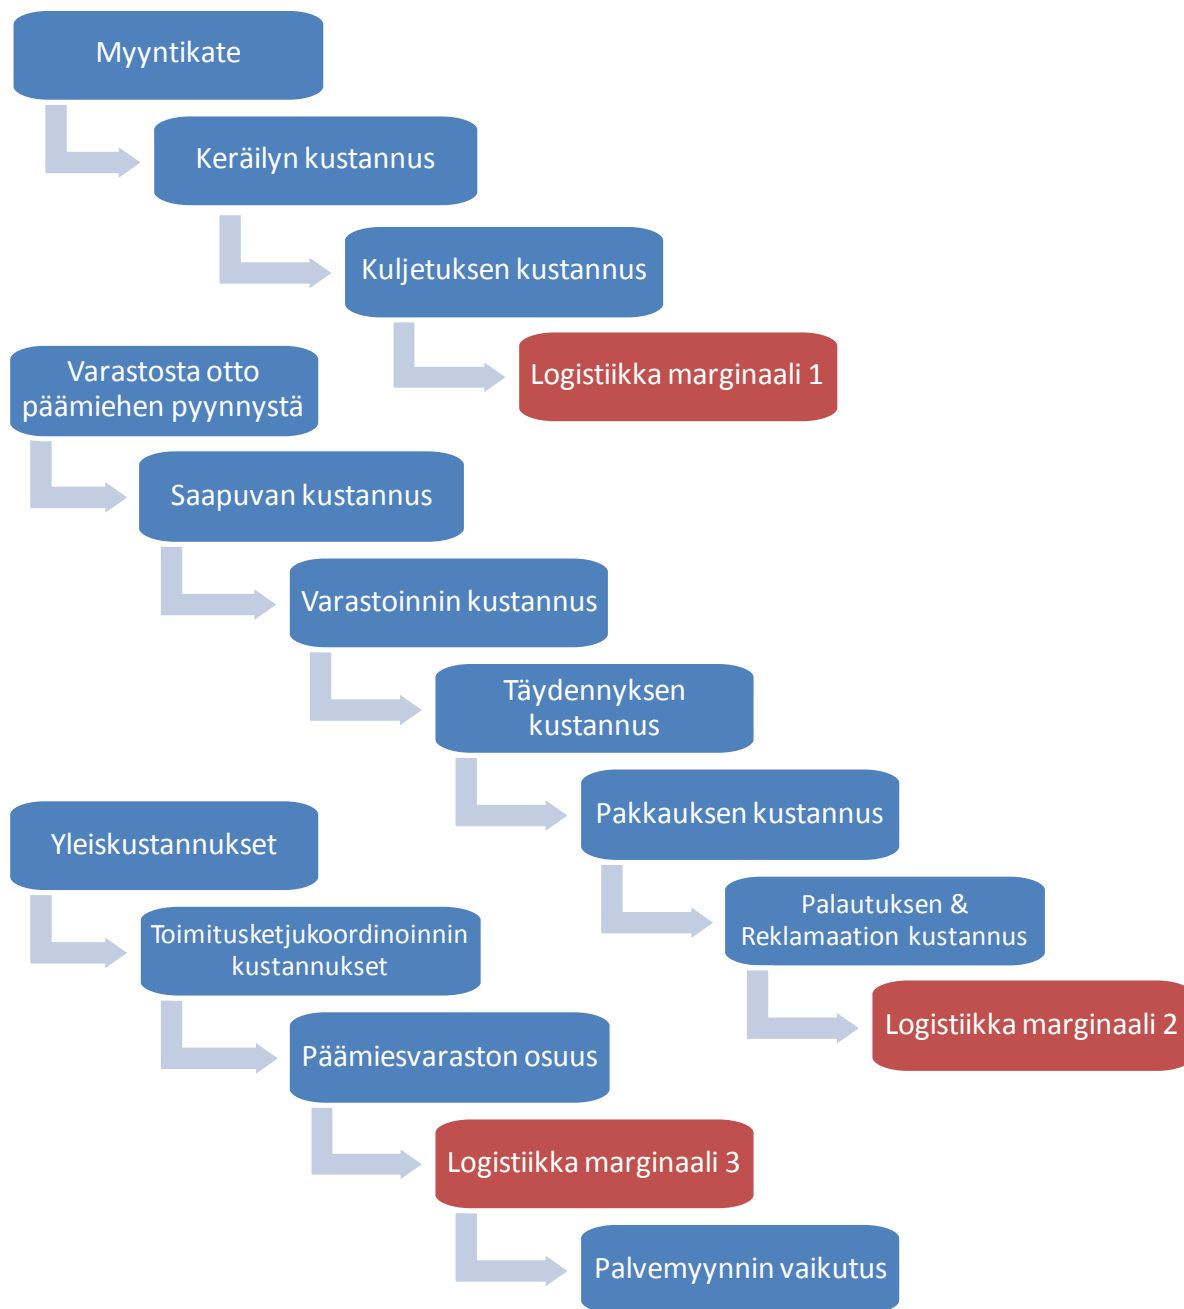 Myyntikate
Keräilyn kustannus
Kuljetuksen kustannus
Logistiikka marginaali 1
Varastosta otto
päämiehen pyynnystä
Saapuvan kustannus
Varastoinnin kustannus
Täydennyksen
kustannus
Pakkauksen kustannus
Palautuksen &
Reklamaation kustannus
Logistiikka marginaali 2
Yleiskustannukset
Toimitusketjukoordinoinnin
kustannukset
Päämiesvaraston osuus
Logistiikka marginaali 3
Palvemyynnin vaikutus